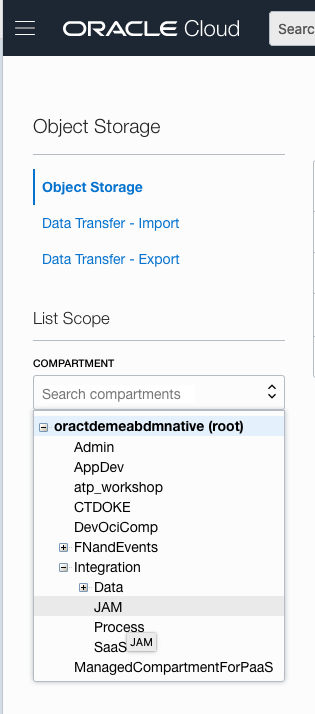 ORACLE Cloud
Searc
Object Storage
Object Storage
Data Transfer - Import
Data Transfer - Export
List Scope
COMPARTMENT
Search compartments
oractdemeabdmnative (root)
Admin
AppDev
atp_workshop
CTDOKE
DevOciComp
FNandEvents
Integration
Data
JAM
Process
SaaS
JAM
ManagedCompartmentForPaaS